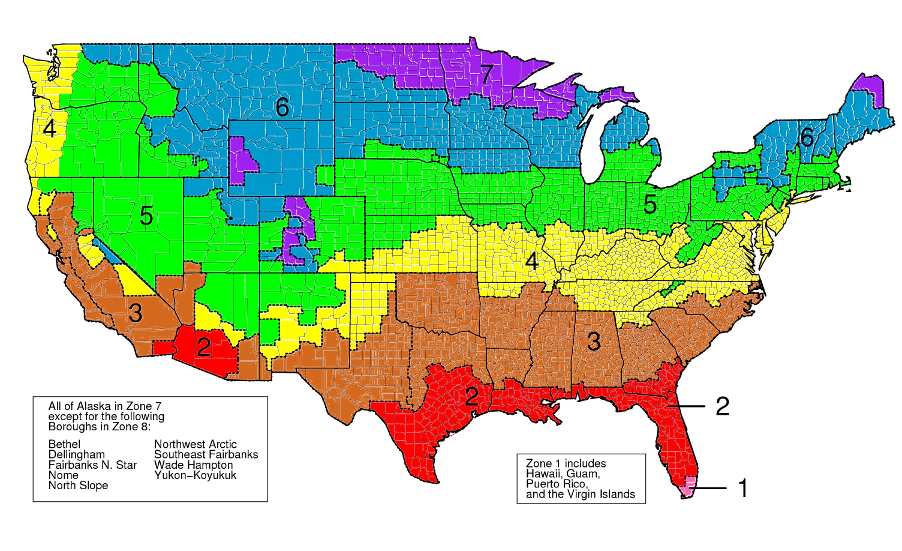 7
6
6
4
5
5
4
3
3
2
2
2
1
All of Alaska in Zone 7
except for the following
Boroughs in Zone 8:
Bethel Northwest Arctic
Dellingham Southeast Fairbanks
Fairbanks N. Star Wade Hampton
Nome Yukon-Koyukuk
North Slope
Zone 1 includes
Hawaii, Guam,
Puerto Rico,
and the Virgin Islands